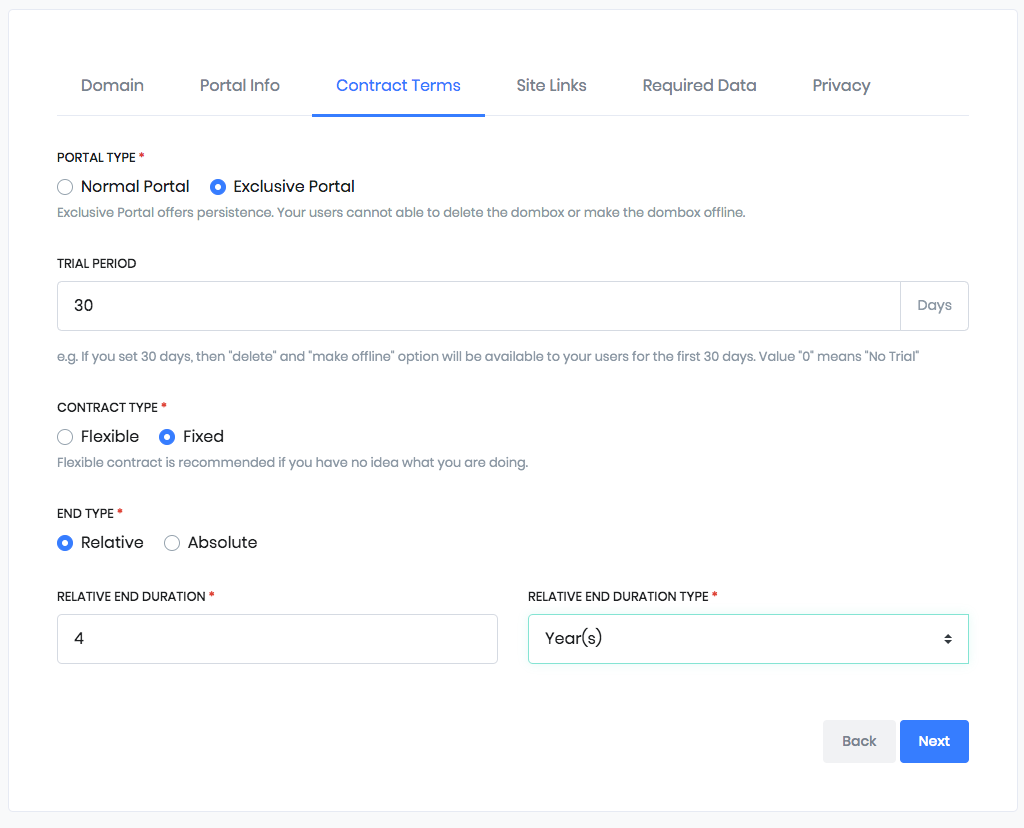 Domain Portal Info Contract Terms Site Links Required Data Privacy
PORTAL TYPE *
Normal Portal Exclusive Portal
Exclusive Portal offers persistence. Your users cannot able to delete the dombox or make the dombox offline.
TRIAL PERIOD
30 Days
e.g. If you set 30 days, then "delete" and "make offline" option will be available to your users for the first 30 days. Value "0" means "No Trial"
CONTRACT TYPE *
Flexible Fixed
Flexible contract is recommended if you have no idea what you are doing.
END TYPE *
Relative Absolute
RELATIVE END DURATION * RELATIVE END DURATION TYPE *
4 Year(s)
Back Next